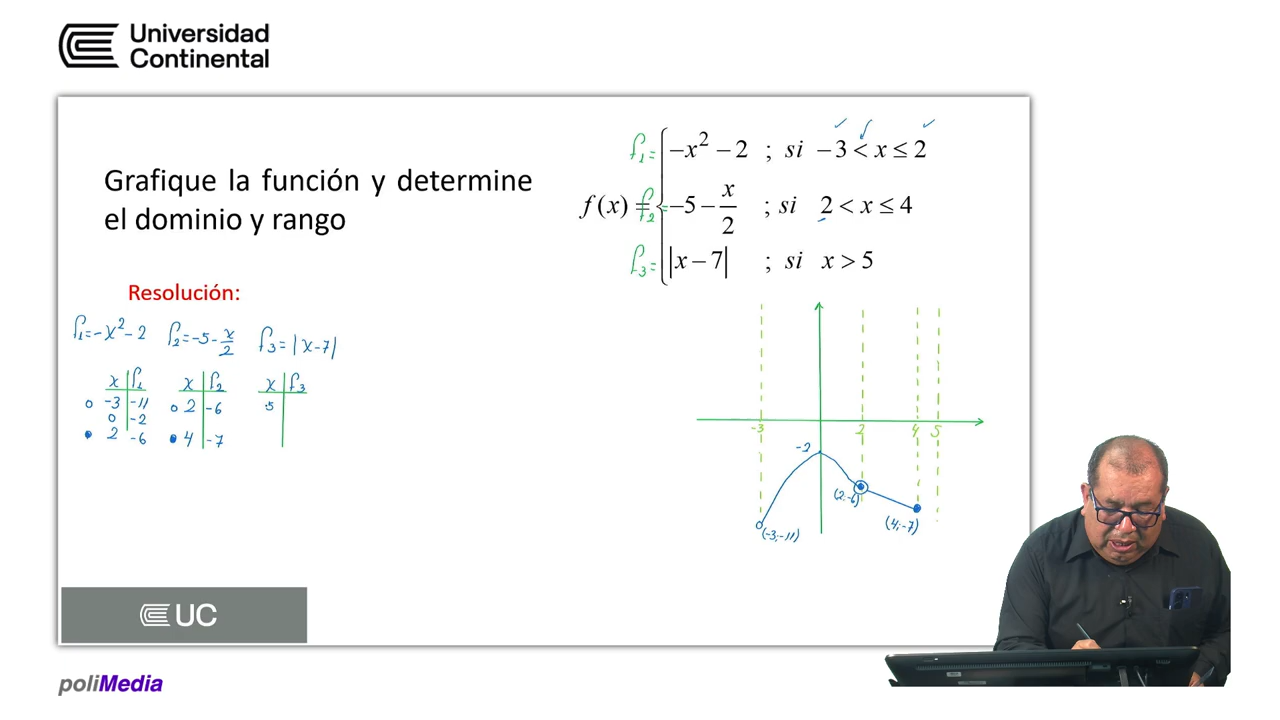 Universidad
Continental
Grafique la función y determine
el dominio y rango
f₁= -x² - 2 ; si -3 < x ≤ 2
f(x) = f₂= -5 - x/2 ; si 2 < x ≤ 4
f₃= |x - 7| ; si x > 5
Resolución:
f₁=-x²-2 f₂=-5-x/2 f₃=|x-7|
x f₁ x f₂ x f₃
-3 -11 2 -6 5
0 -2
2 -6 4 -7
-3 2 4 5
-2
(2;-6)
(4;-7)
(-3;-11)
UC
poliMedia